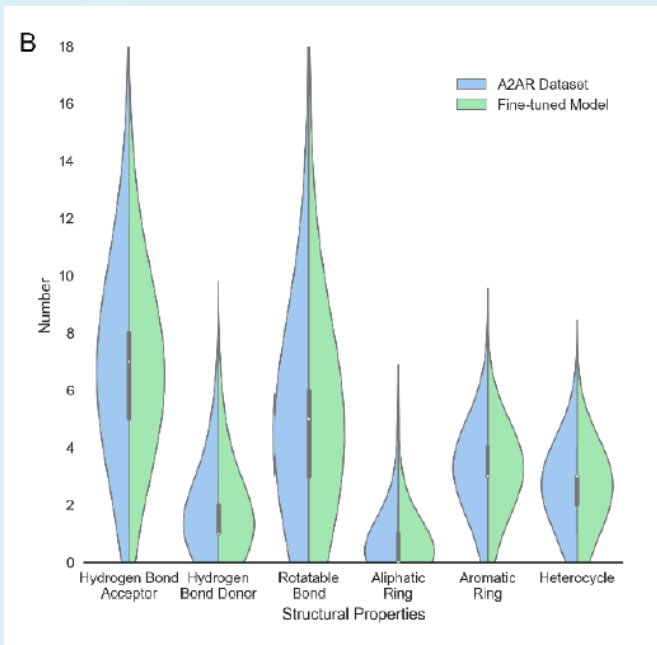 B
A2AR Dataset
Fine-tuned Model
Number
18
16
14
12
10
8
6
4
2
0
Hydrogen Bond Acceptor
Hydrogen Bond Donor
Rotatable Bond
Aliphatic Ring
Aromatic Ring
Heterocycle
Structural Properties